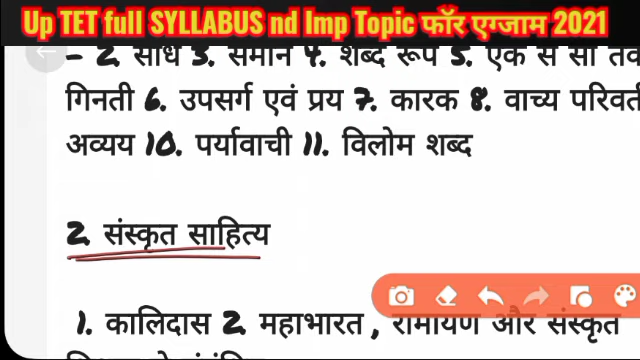 Up TET full SYLLABUS nd Imp Topic फॉर एग्जाम 2021
– 2. साध 3. समान 4. शब्द रूप 5. एक स सा तक
गिनती 6. उपसर्ग एवं प्रय 7. कारक 8. वाच्य परिवर्त
अव्यय 10. पर्यावाची 11. विलोम शब्द
2. संस्कृत साहित्य
1. कालिदास 2. महाभारत , रामायण और संस्कृत